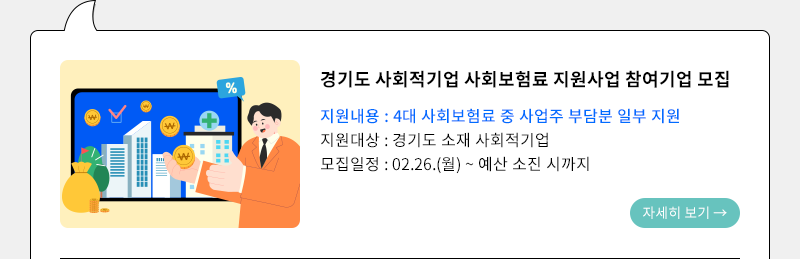 경기도 사회적기업 사회보험료 지원사업 참여기업 모집
지원내용 : 4대 사회보험료 중 사업주 부담분 일부 지원
지원대상 : 경기도 소재 사회적기업
모집일정 : 02.26.(월) ~ 예산 소진 시까지
%
자세히 보기 →